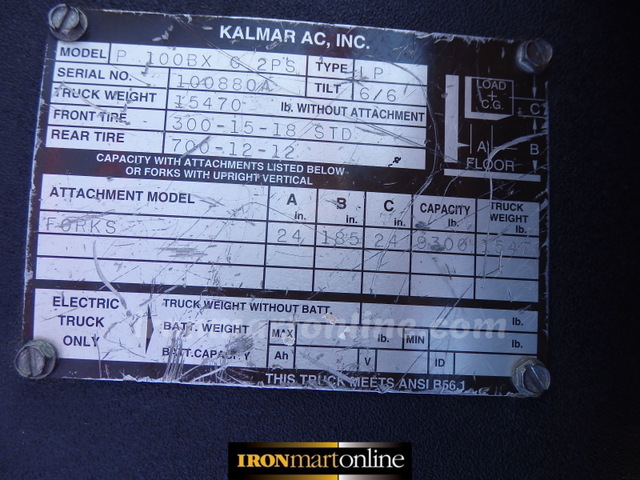 KALMAR AC, INC.
MODEL P 100BX G 2PS TYPE LP
SERIAL NO. 100880A TILT 6/6
TRUCK WEIGHT 15470 lb. WITHOUT ATTACHMENT
FRONT TIRE 300-15-18 STD
REAR TIRE 700-12-12
LOAD
+
C.G.
C
A
B
FLOOR
CAPACITY WITH ATTACHMENTS LISTED BELOW
OR FORKS WITH UPRIGHT VERTICAL
ATTACHMENT MODEL A in. B in. C in. CAPACITY lb. TRUCK WEIGHT lb.
FORKS 24 185 24 9300
ELECTRIC
TRUCK
ONLY
TRUCK WEIGHT WITHOUT BATT. lb.
BATT. WEIGHT MAX lb. MIN lb.
BATT. CAPACITY Ah V ID
THIS TRUCK MEETS ANSI B56.1
IRONmartonline